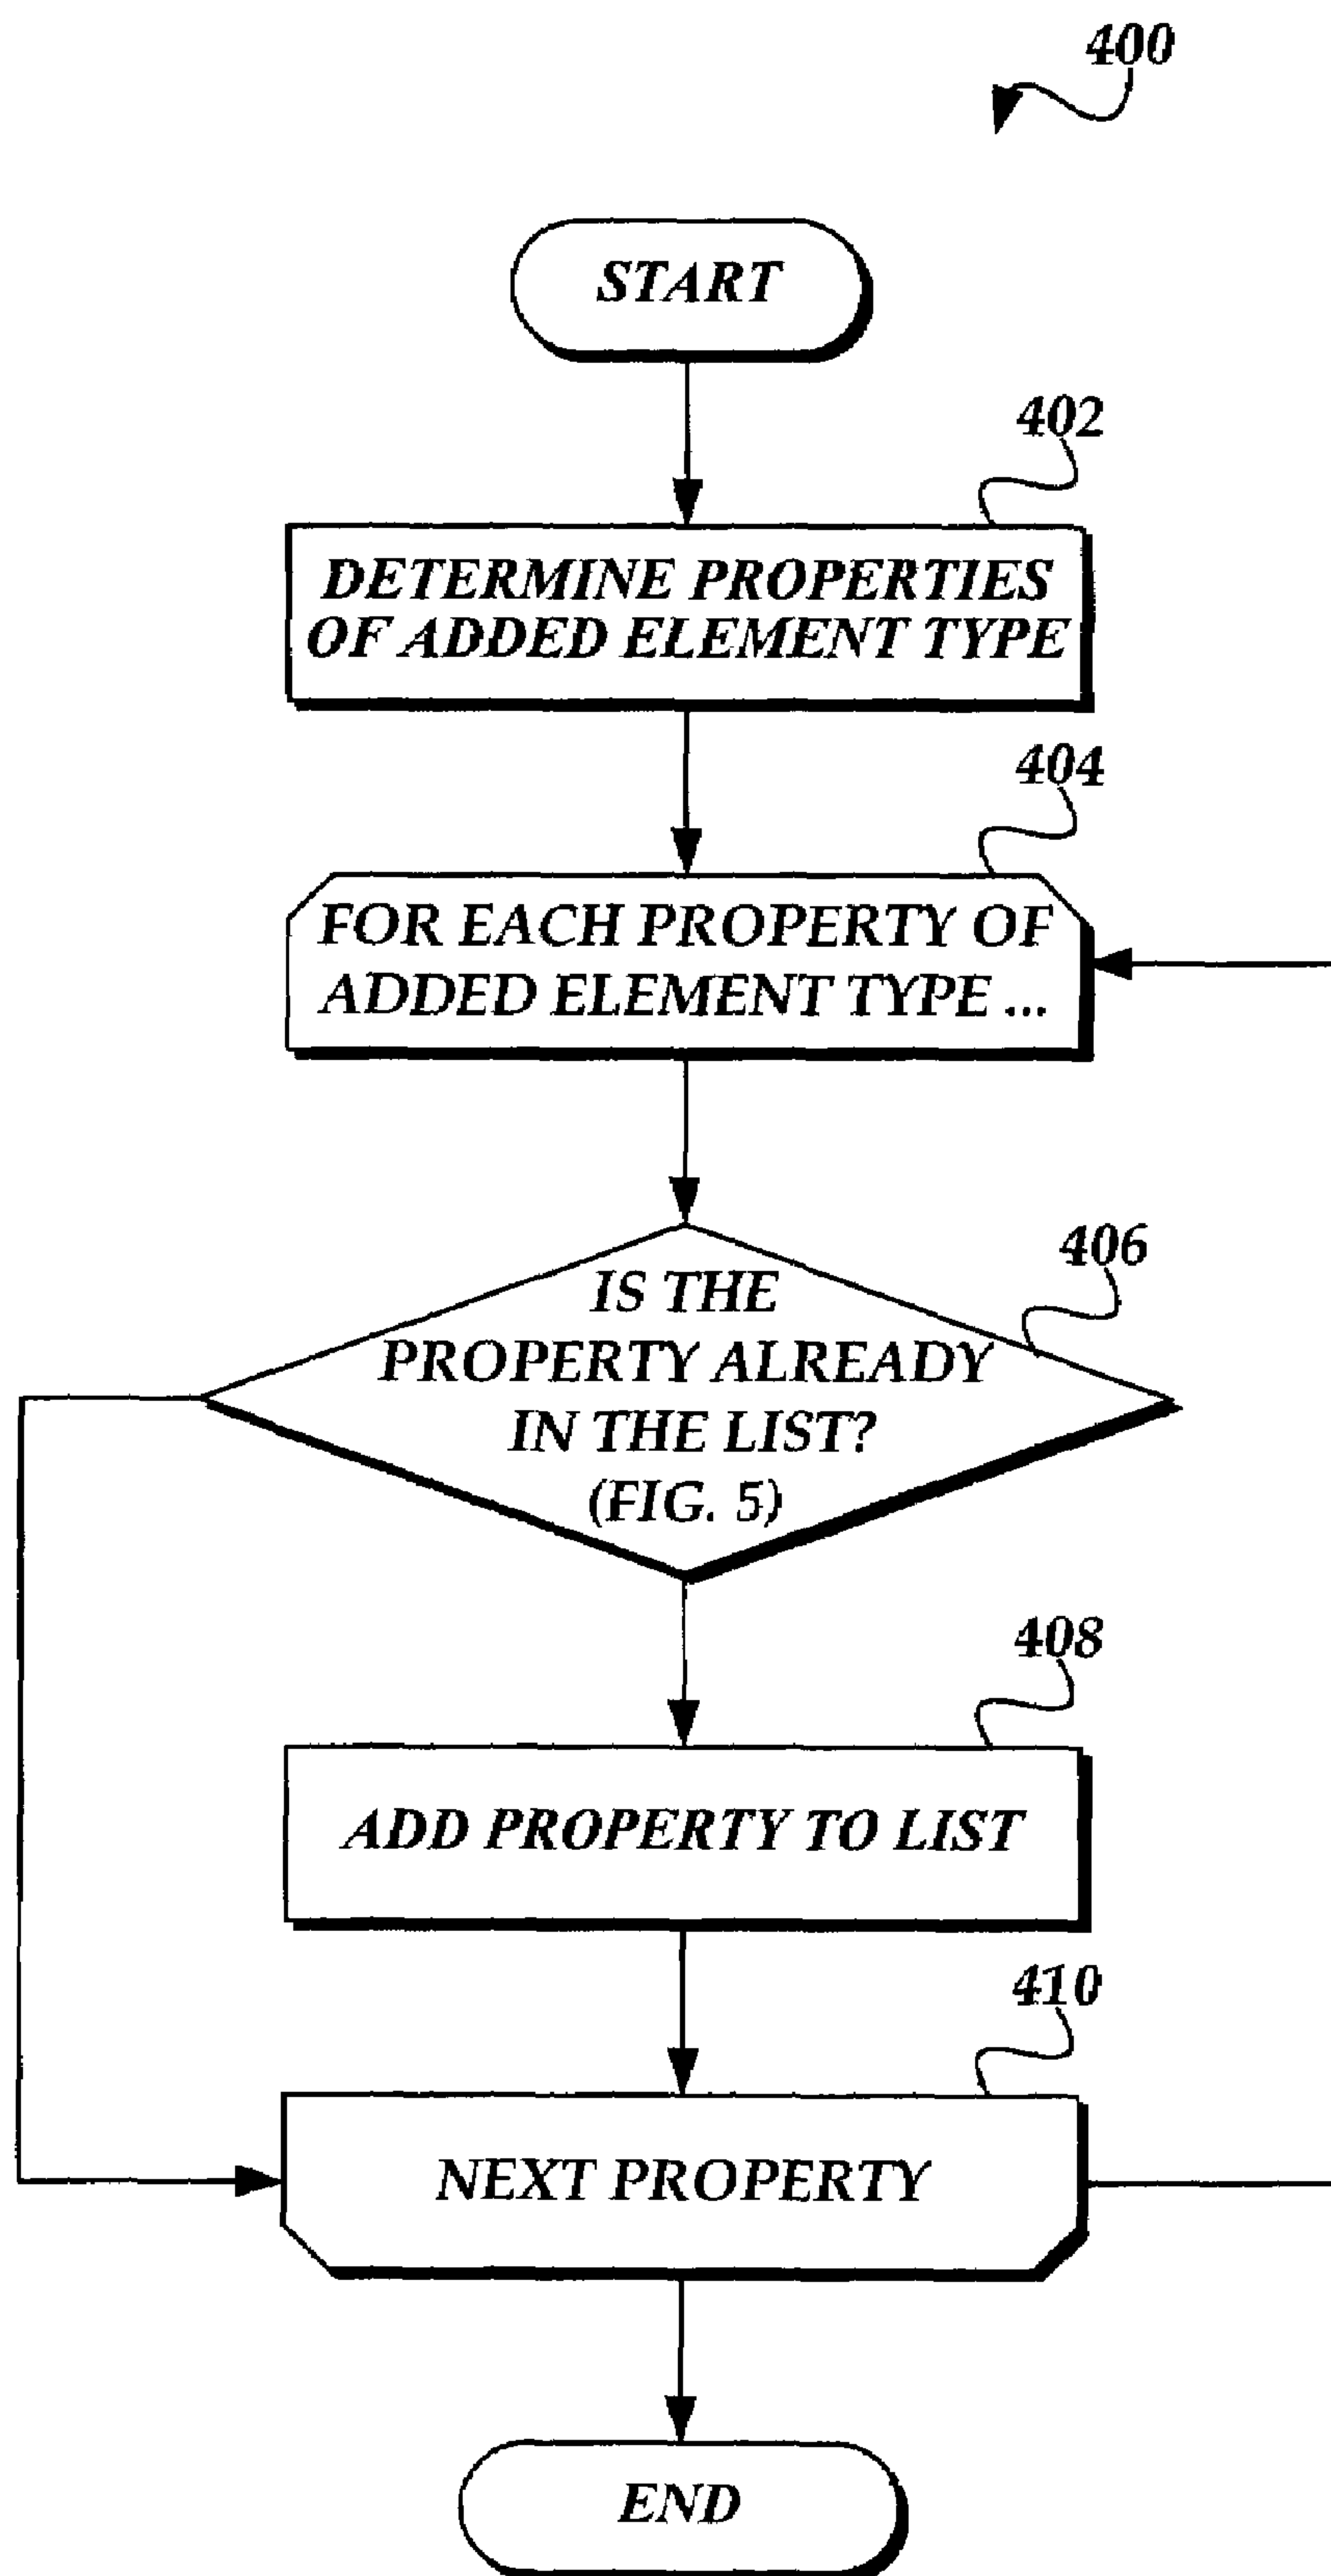 400
START
402
DETERMINE PROPERTIES
OF ADDED ELEMENT TYPE
404
FOR EACH PROPERTY OF
ADDED ELEMENT TYPE ...
406
IS THE
PROPERTY ALREADY
IN THE LIST?
(FIG. 5)
408
ADD PROPERTY TO LIST
410
NEXT PROPERTY
END